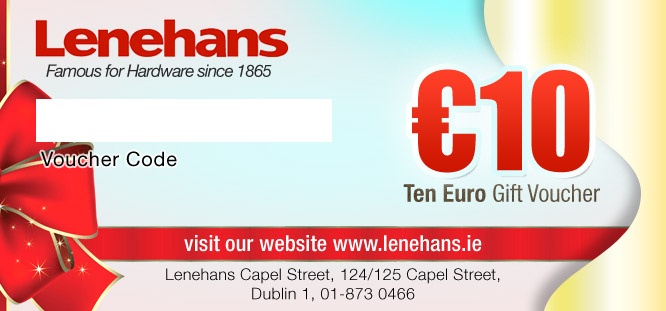 Lenehans
Famous for Hardware since 1865
Voucher Code
€10
Ten Euro Gift Voucher
visit our website www.lenehans.ie
Lenehans Capel Street, 124/125 Capel Street,
Dublin 1, 01-873 0466